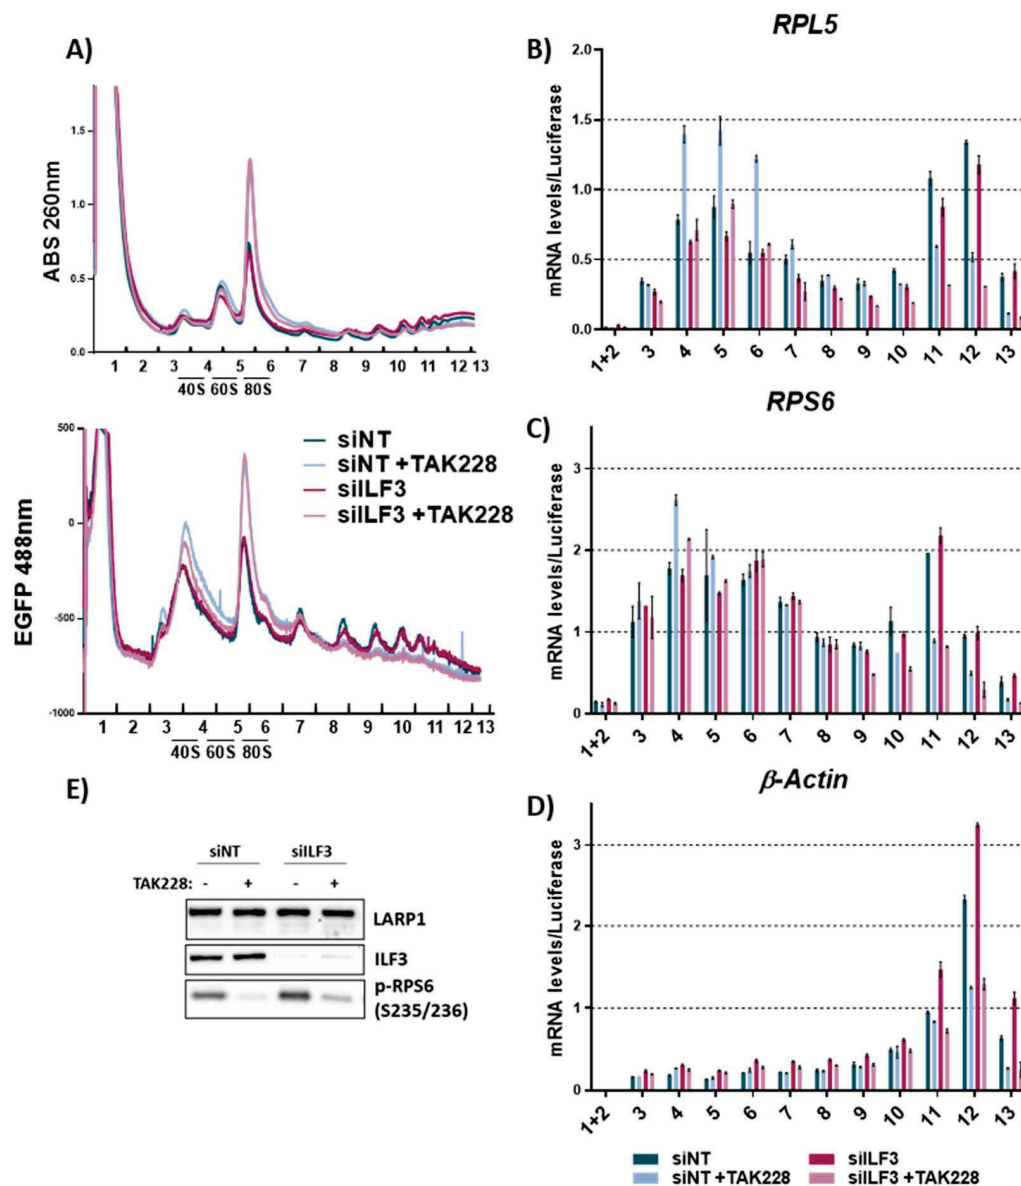 A)
ABS 260nm
1.5
1.0
0.5
0.0
1 2 3 4 5 6 7 8 9 10 11 12 13
40S 60S 80S
EGFP 488nm
500
0
-500
-1000
siNT
siNT +TAK228
siILF3
siILF3 +TAK228
1 2 3 4 5 6 7 8 9 10 11 12 13
40S 60S 80S
B)
RPL5
mRNA levels/Luciferase
2.0
1.5
1.0
0.5
0.0
1+2 3 4 5 6 7 8 9 10 11 12 13
C)
RPS6
mRNA levels/Luciferase
3
2
1
0
1+2 3 4 5 6 7 8 9 10 11 12 13
D)
β-Actin
mRNA levels/Luciferase
3
2
1
0
1+2 3 4 5 6 7 8 9 10 11 12 13
siNT siILF3
siNT +TAK228 siILF3 +TAK228
E)
siNT siILF3
TAK228: - + - +
LARP1
ILF3
p-RPS6
(S235/236)